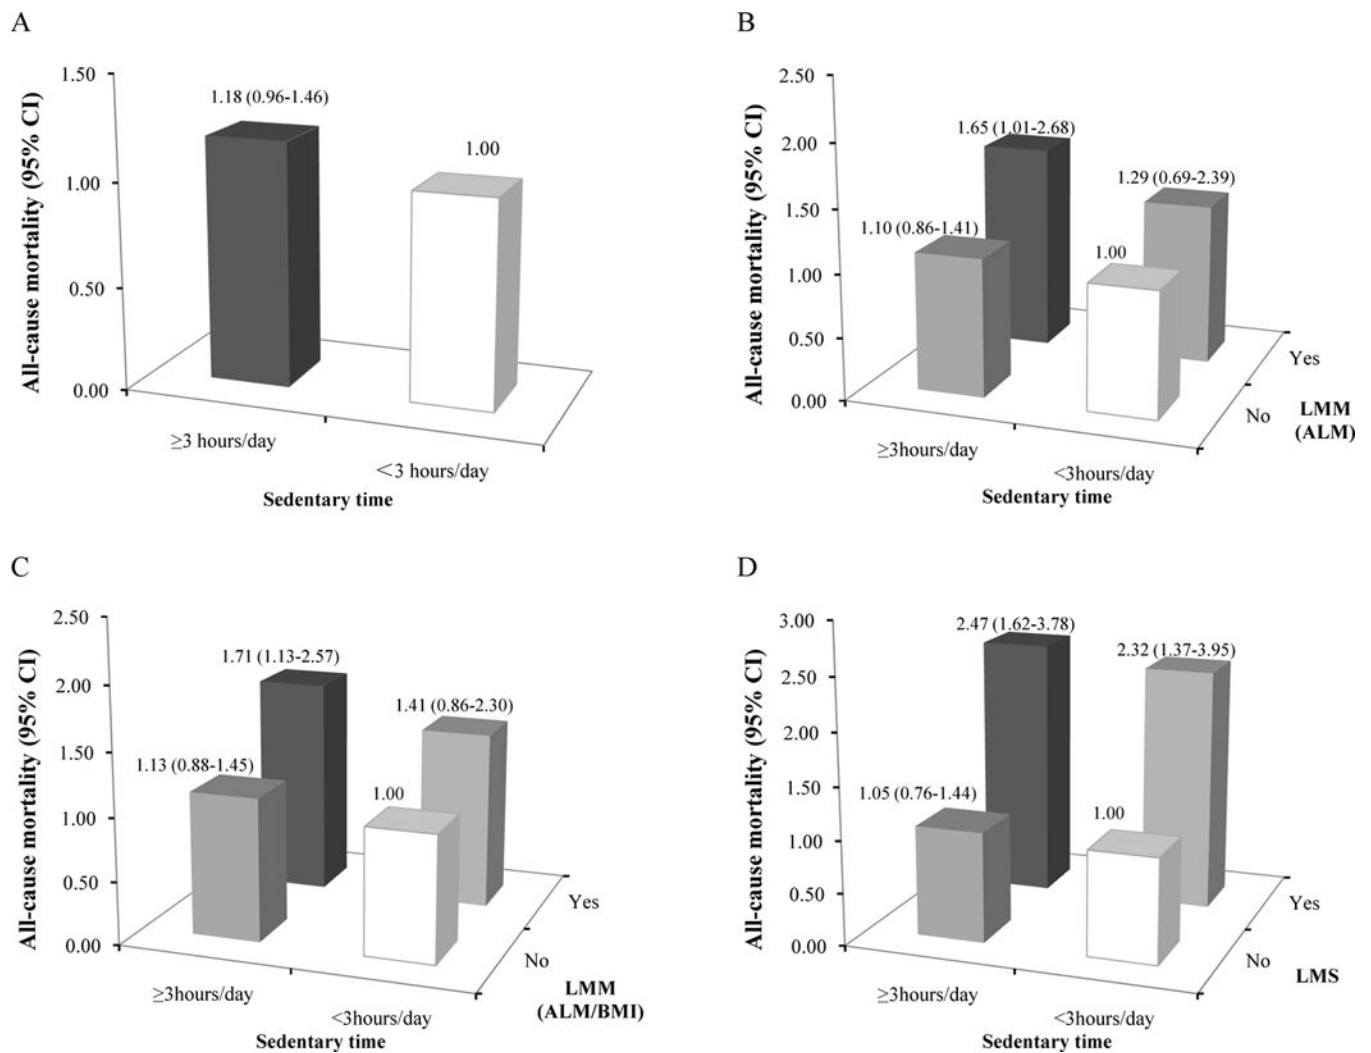 A
All-cause mortality (95% CI)
1.50
1.00
0.50
0.00
1.18 (0.96-1.46)
1.00
≥3 hours/day
<3 hours/day
Sedentary time
B
All-cause mortality (95% CI)
2.50
2.00
1.50
1.00
0.50
0.00
1.65 (1.01-2.68)
1.29 (0.69-2.39)
1.10 (0.86-1.41)
1.00
Yes
No
LMM
(ALM)
≥3hours/day
<3hours/day
Sedentary time
C
All-cause mortality (95% CI)
2.50
2.00
1.50
1.00
0.50
0.00
1.71 (1.13-2.57)
1.41 (0.86-2.30)
1.13 (0.88-1.45)
1.00
Yes
No
LMM
(ALM/BMI)
≥3hours/day
<3hours/day
Sedentary time
D
All-cause mortality (95% CI)
3.00
2.50
2.00
1.50
1.00
0.50
0.00
2.47 (1.62-3.78)
2.32 (1.37-3.95)
1.05 (0.76-1.44)
1.00
Yes
No
LMS
≥3hours/day
<3hours/day
Sedentary time